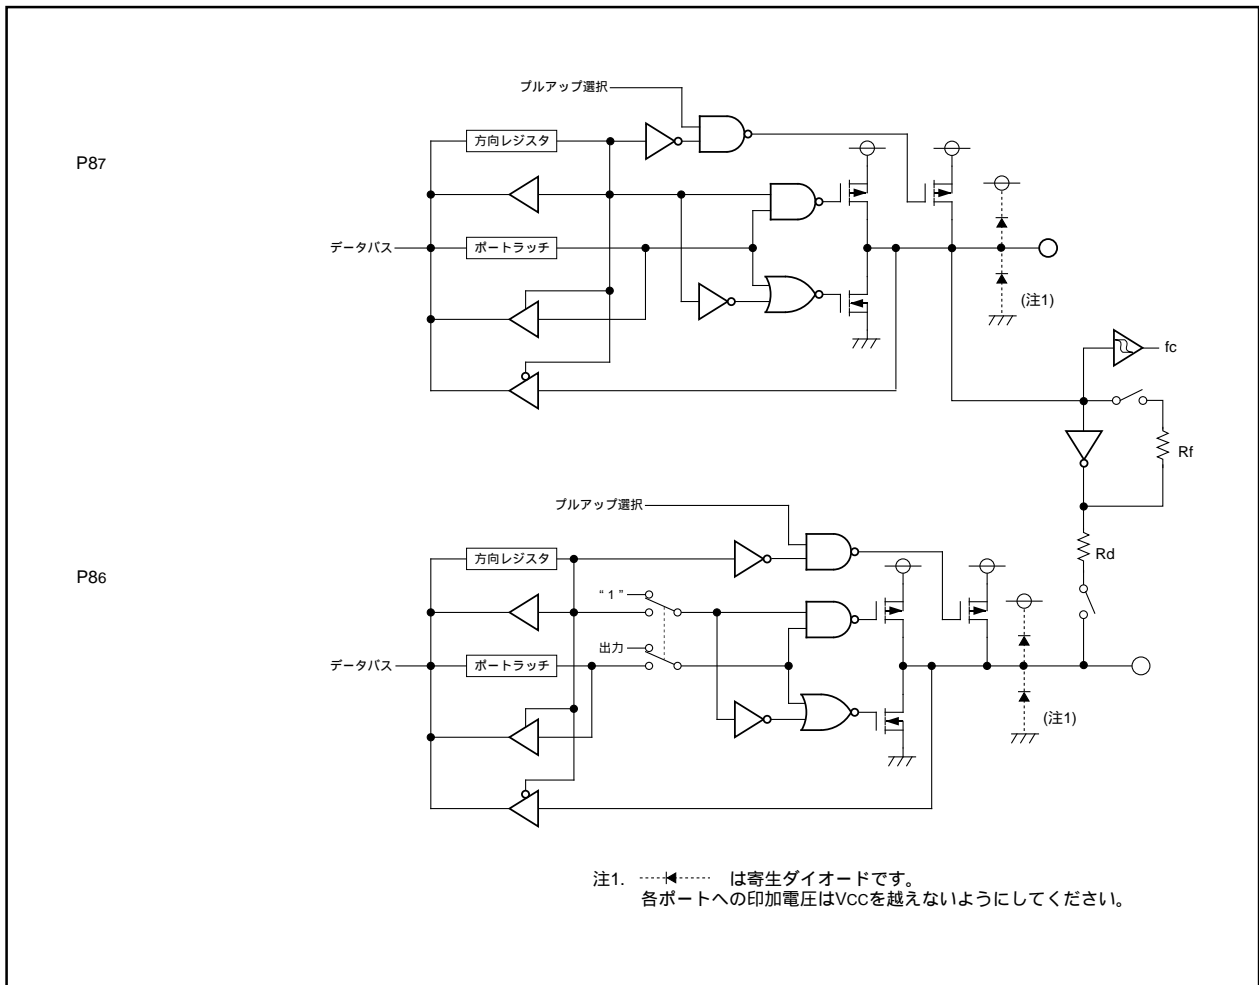 プルアップ選択
方向レジスタ
P87
データバス
ポートラッチ
(注1)
fc
Rf
プルアップ選択
方向レジスタ
Rd
P86
“1”
出力
データバス
ポートラッチ
(注1)
注1. は寄生ダイオードです。
各ポートへの印加電圧はVCCを越えないようにしてください。